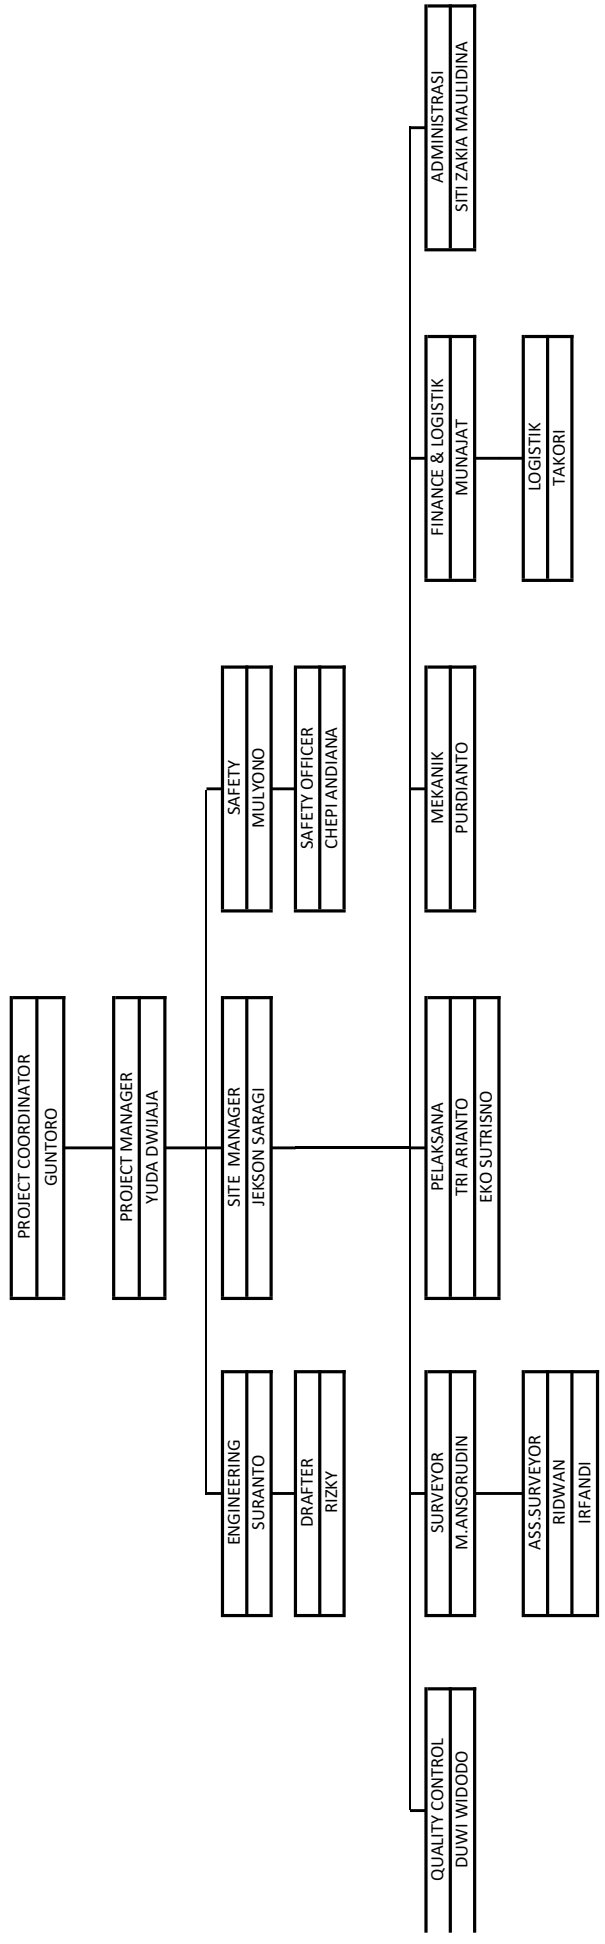 PROJECT COORDINATOR
GUNTORO
PROJECT MANAGER
YUDA DWIJAJA
ENGINEERING
SURANTO
SITE MANAGER
JEKSON SARAGI
SAFETY
MULYONO
DRAFTER
RIZKY
SAFETY OFFICER
CHEPI ANDIANA
QUALITY CONTROL
DUWI WIDODO
SURVEYOR
M.ANSORUDIN
PELAKSANA
TRI ARIANTO
EKO SUTRISNO
MEKANIK
PURDIANTO
FINANCE & LOGISTIK
MUNAJAT
ADMINISTRASI
SITI ZAKIA MAULIDINA
ASS.SURVEYOR
RIDWAN
IRFANDI
LOGISTIK
TAKORI